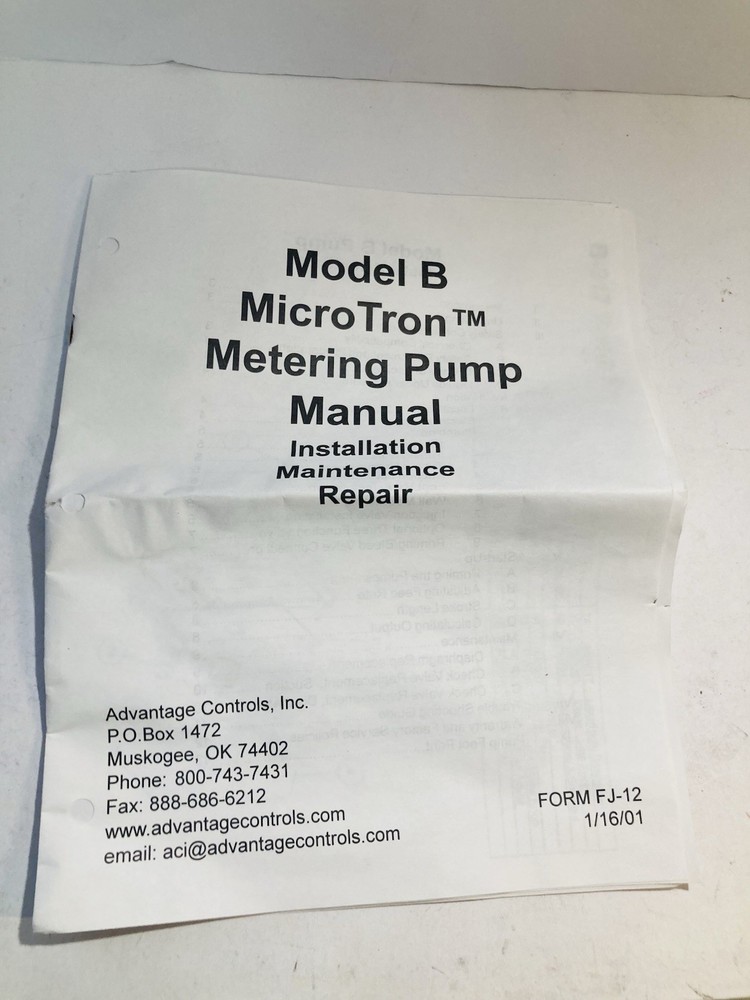 Model B
MicroTron™
Metering Pump
Manual
Installation
Maintenance
Repair
Advantage Controls, Inc.
P.O.Box 1472
Muskogee, OK 74402
Phone: 800-743-7431
Fax: 888-686-6212
www.advantagecontrols.com
email: aci@advantagecontrols.com
FORM FJ-12
1/16/01